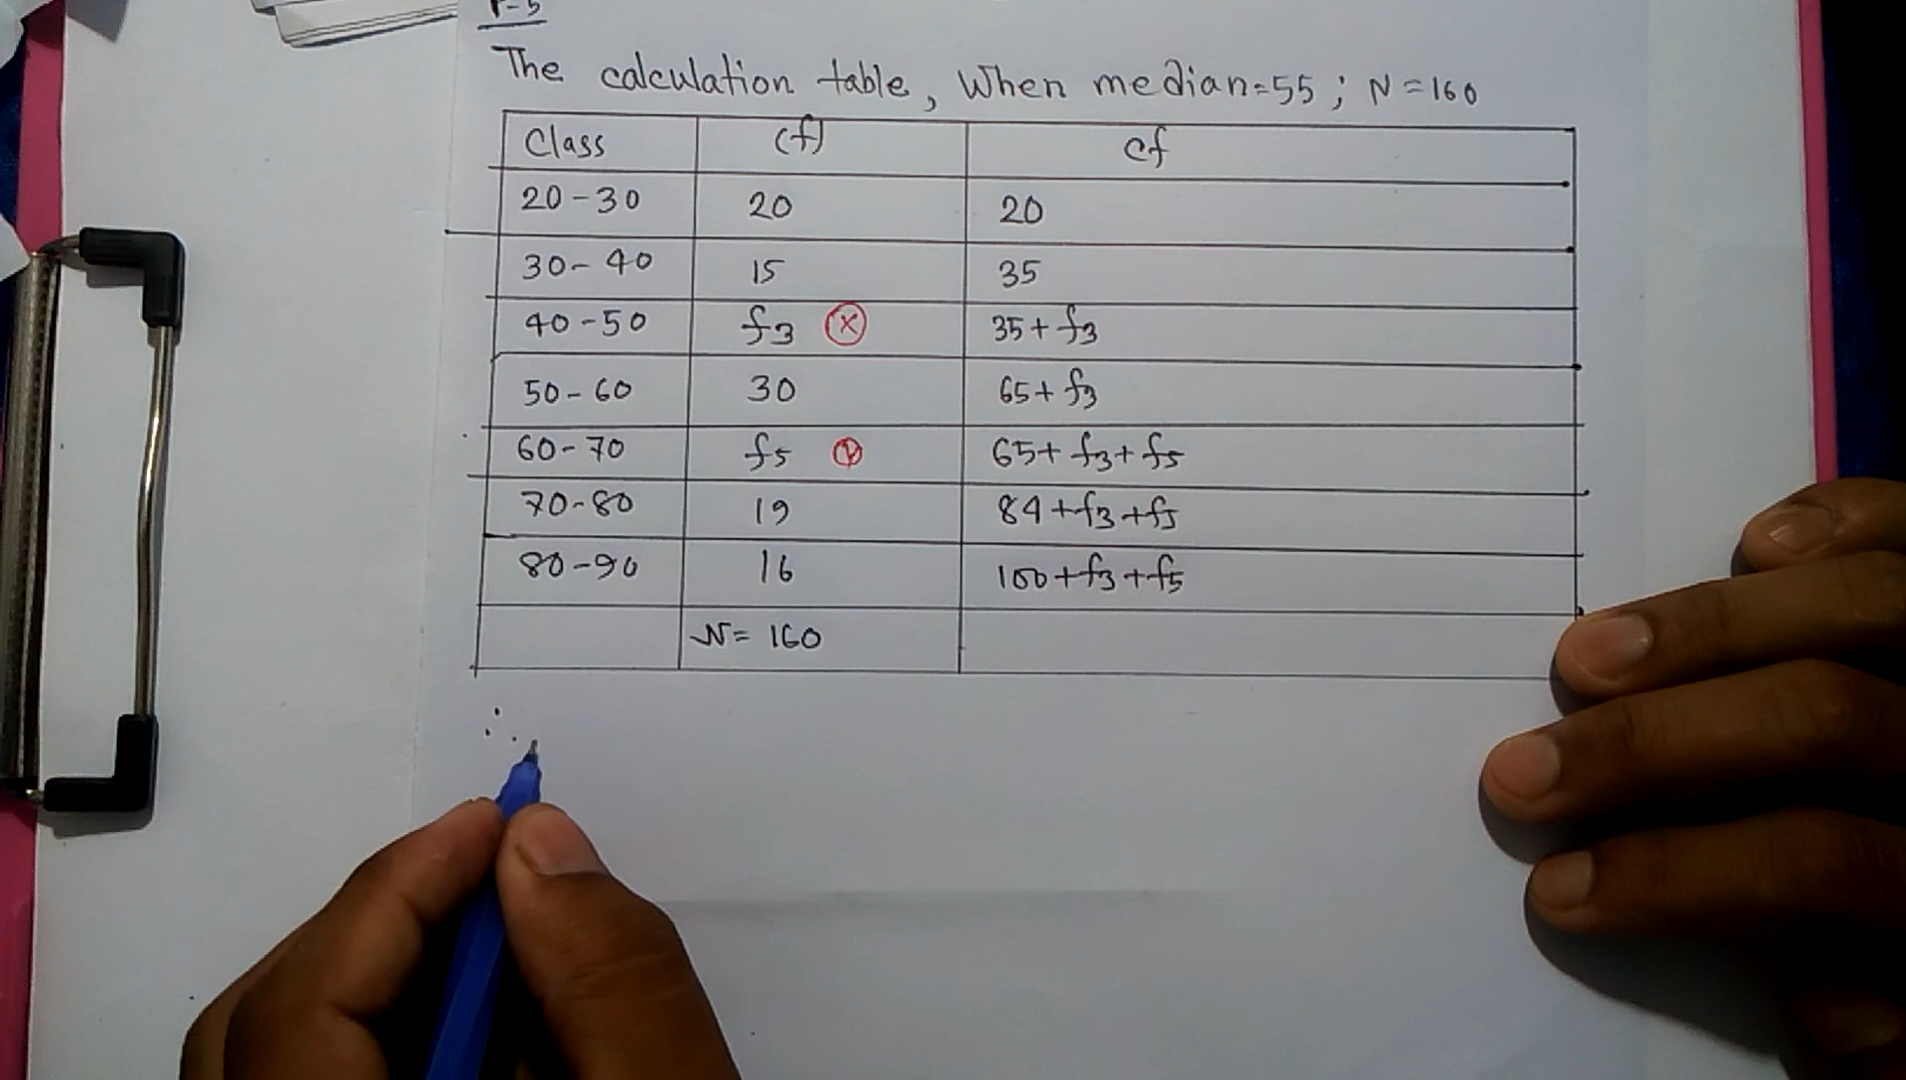 P-5
The calculation table, When median=55; N=160
Class (f) cf
20-30 20 20
30-40 15 35
40-50 f3 (x) 35+f3
50-60 30 65+f3
60-70 f5 65+f3+f5
70-80 19 84+f3+f5
80-90 16 100+f3+f5
N= 160
∴